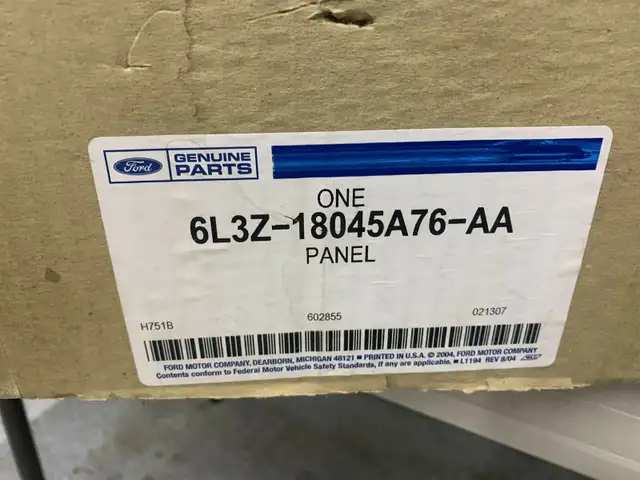 Ford GENUINE PARTS
ONE
6L3Z-18045A76-AA
PANEL
H751B 602855 021307
FORD MOTOR COMPANY, DEARBORN, MICHIGAN 48121 ■ PRINTED IN U.S.A. © 2004, FORD MOTOR COMPANY
Contents conform to Federal Motor Vehicle Safety Standards, if any are applicable. ■ L1194 REV 8/04